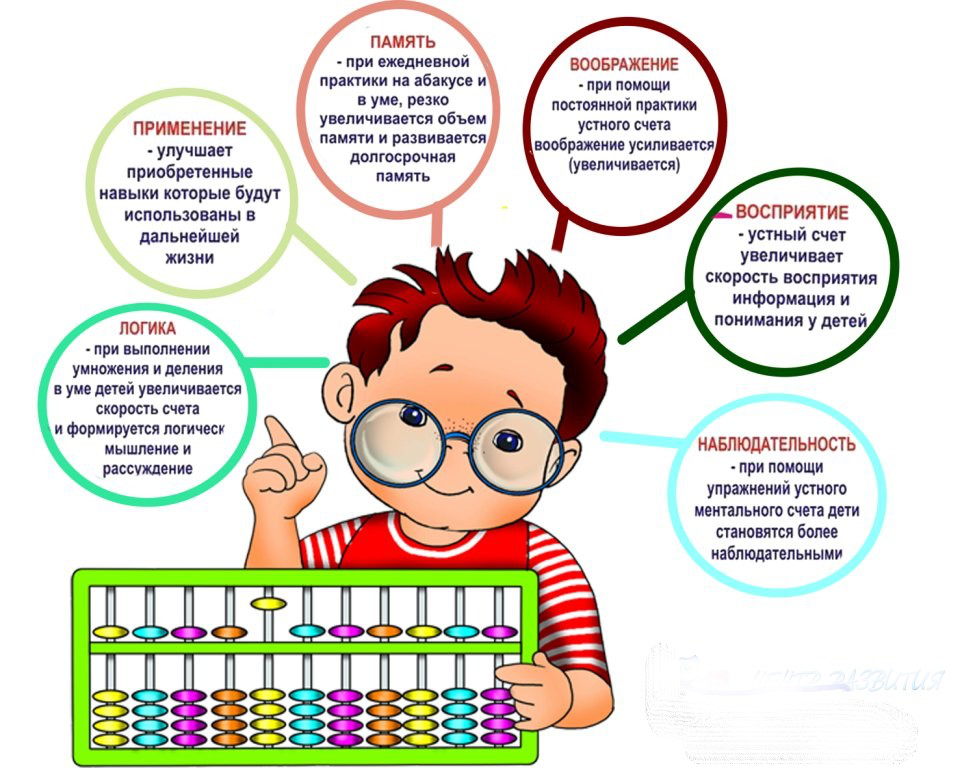 ПАМЯТЬ
- при ежедневной
практики на абакусе и
в уме, резко
увеличивается объем
памяти и развивается
долгосрочная
память
ВООБРАЖЕНИЕ
- при помощи
постоянной практики
устного счета
воображение усиливается
(увеличивается)
ПРИМЕНЕНИЕ
- улучшает
приобретенные
навыки которые будут
использованы в
дальнейшей
жизни
ВОСПРИЯТИЕ
- устный счет
увеличивает
скорость восприятия
информация и
понимания у детей
ЛОГИКА
- при выполнении
умножения и деления
в уме детей увеличивается
скорость счета
и формируется логическ
мышление и
рассуждение
НАБЛЮДАТЕЛЬНОСТЬ
- при помощи
упражнений устного
ментального счета дети
становятся более
наблюдательными
ЦЕНТР РАЗВИТИЯ